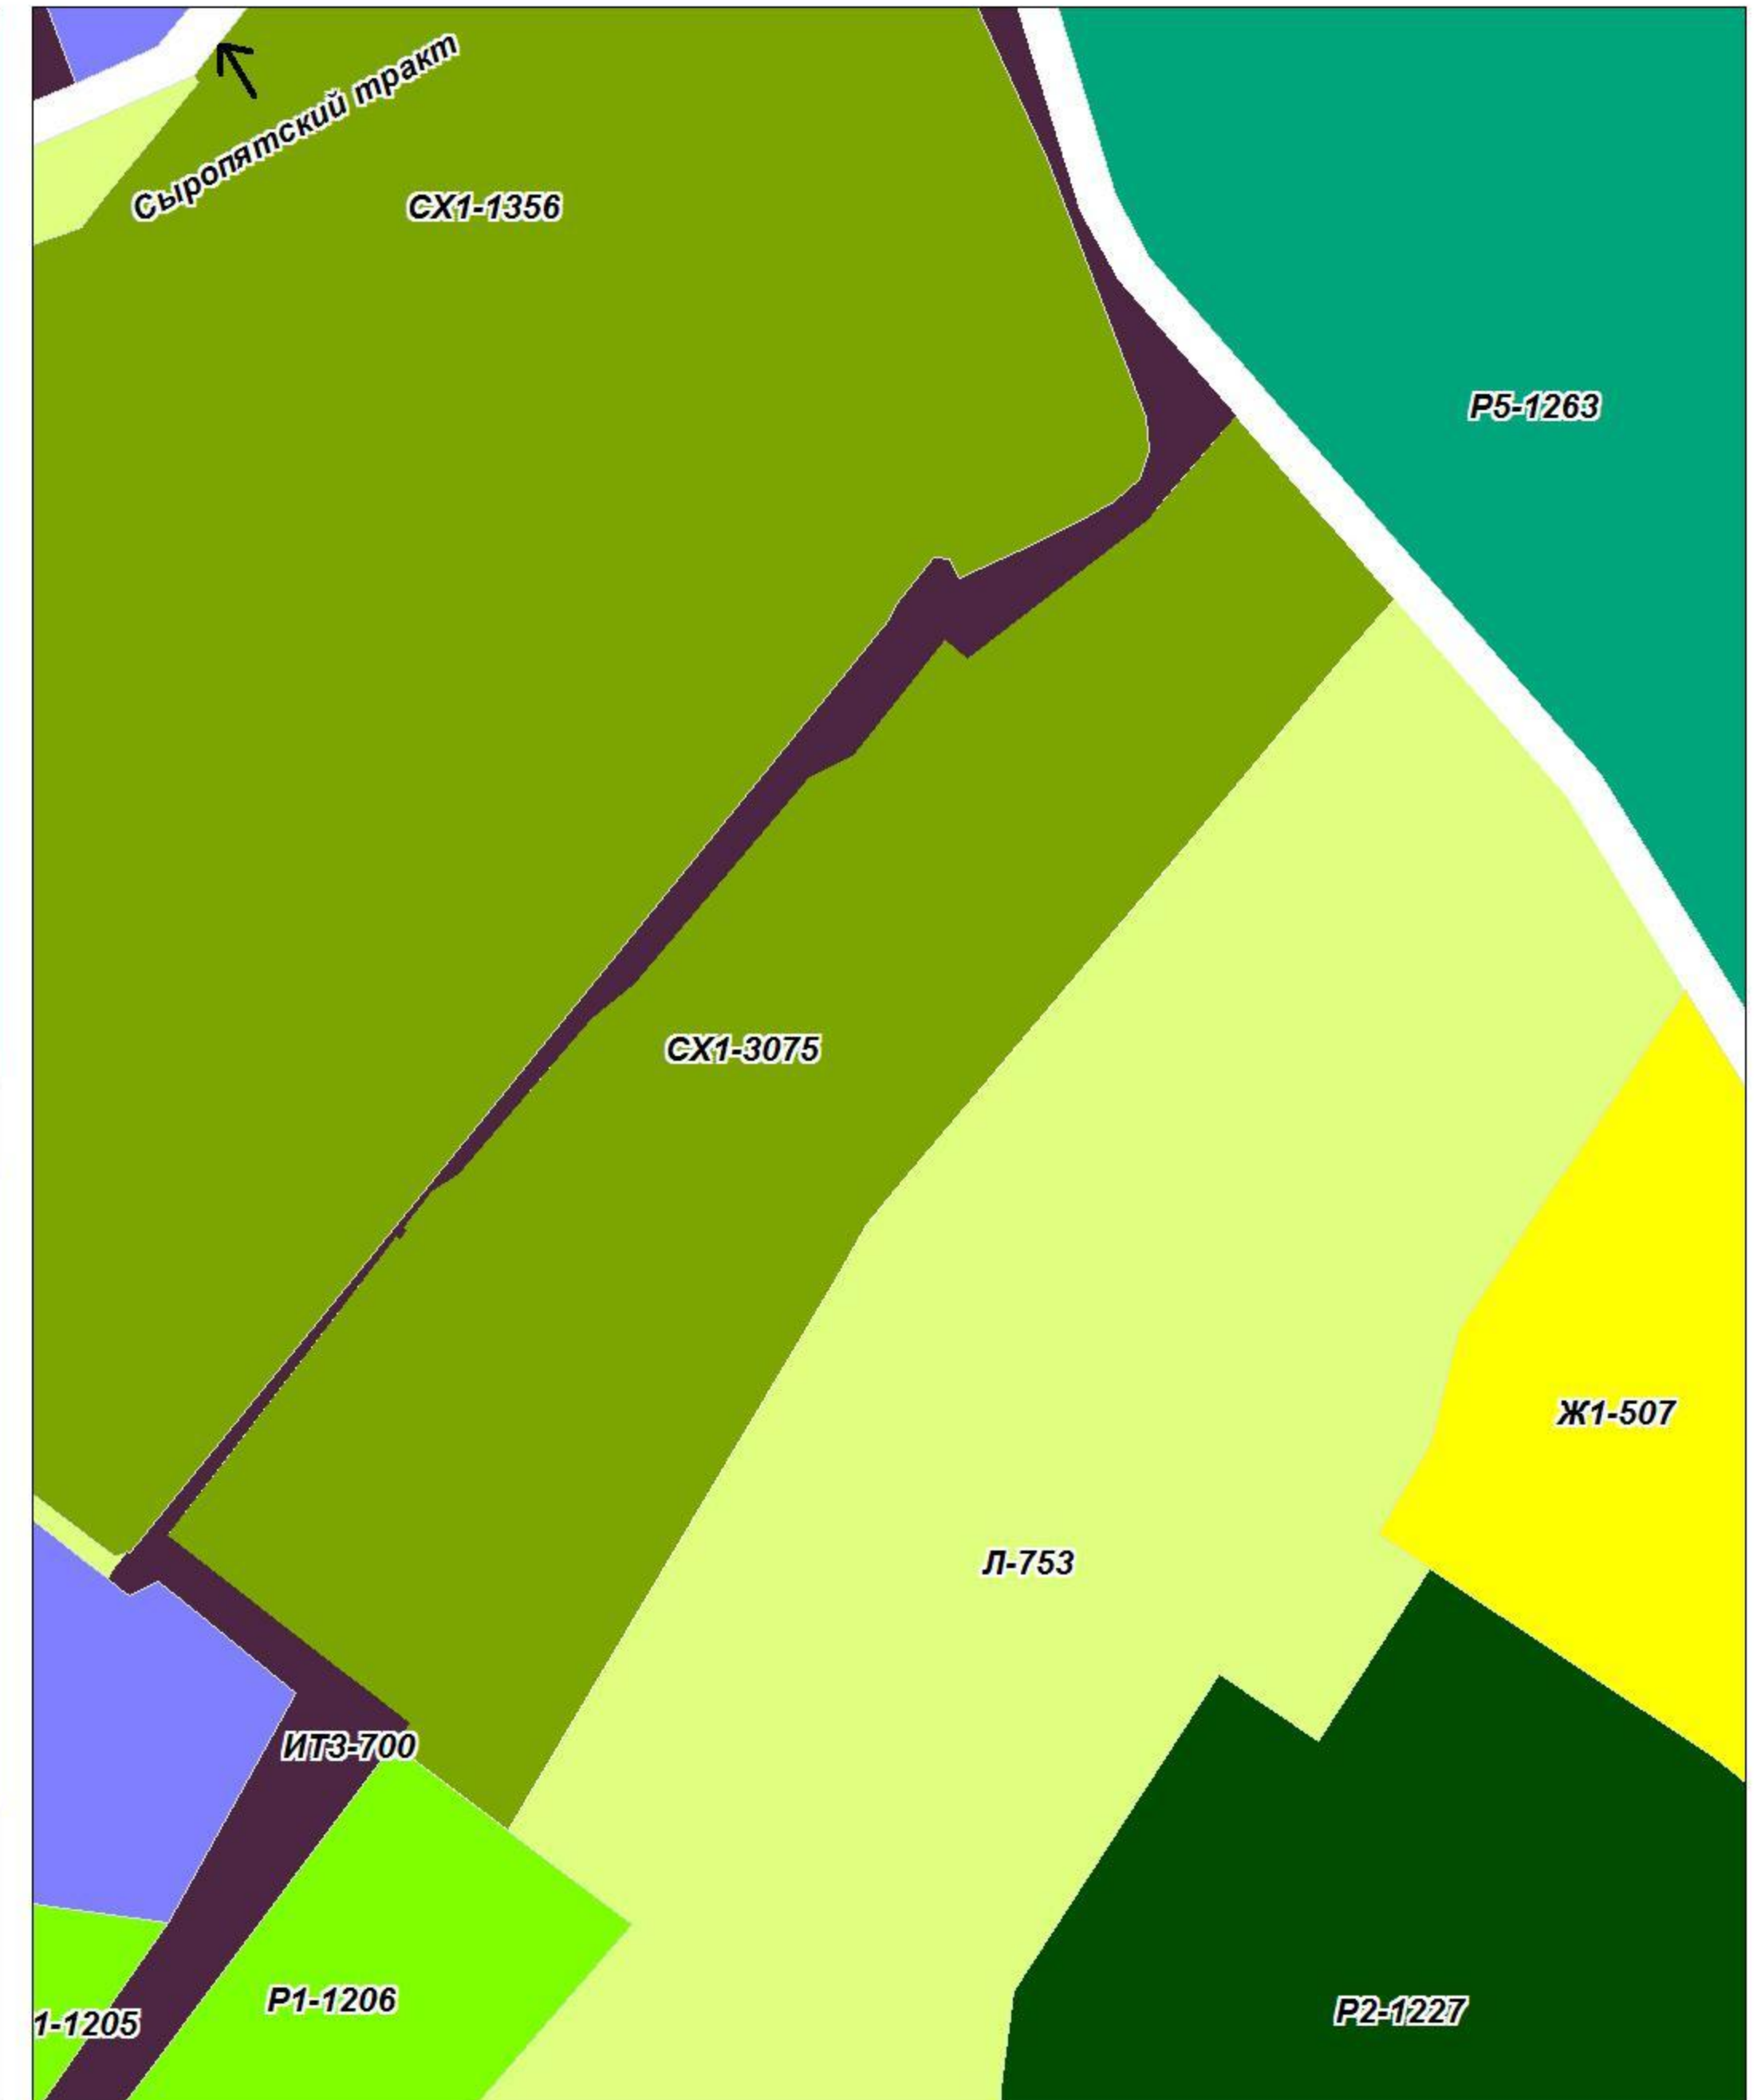 Сыропятский тракт
СХ1-1356
Р5-1263
СХ1-3075
Ж1-507
Л-753
ИТ3-700
Р1-1206
1-1205
Р2-1227